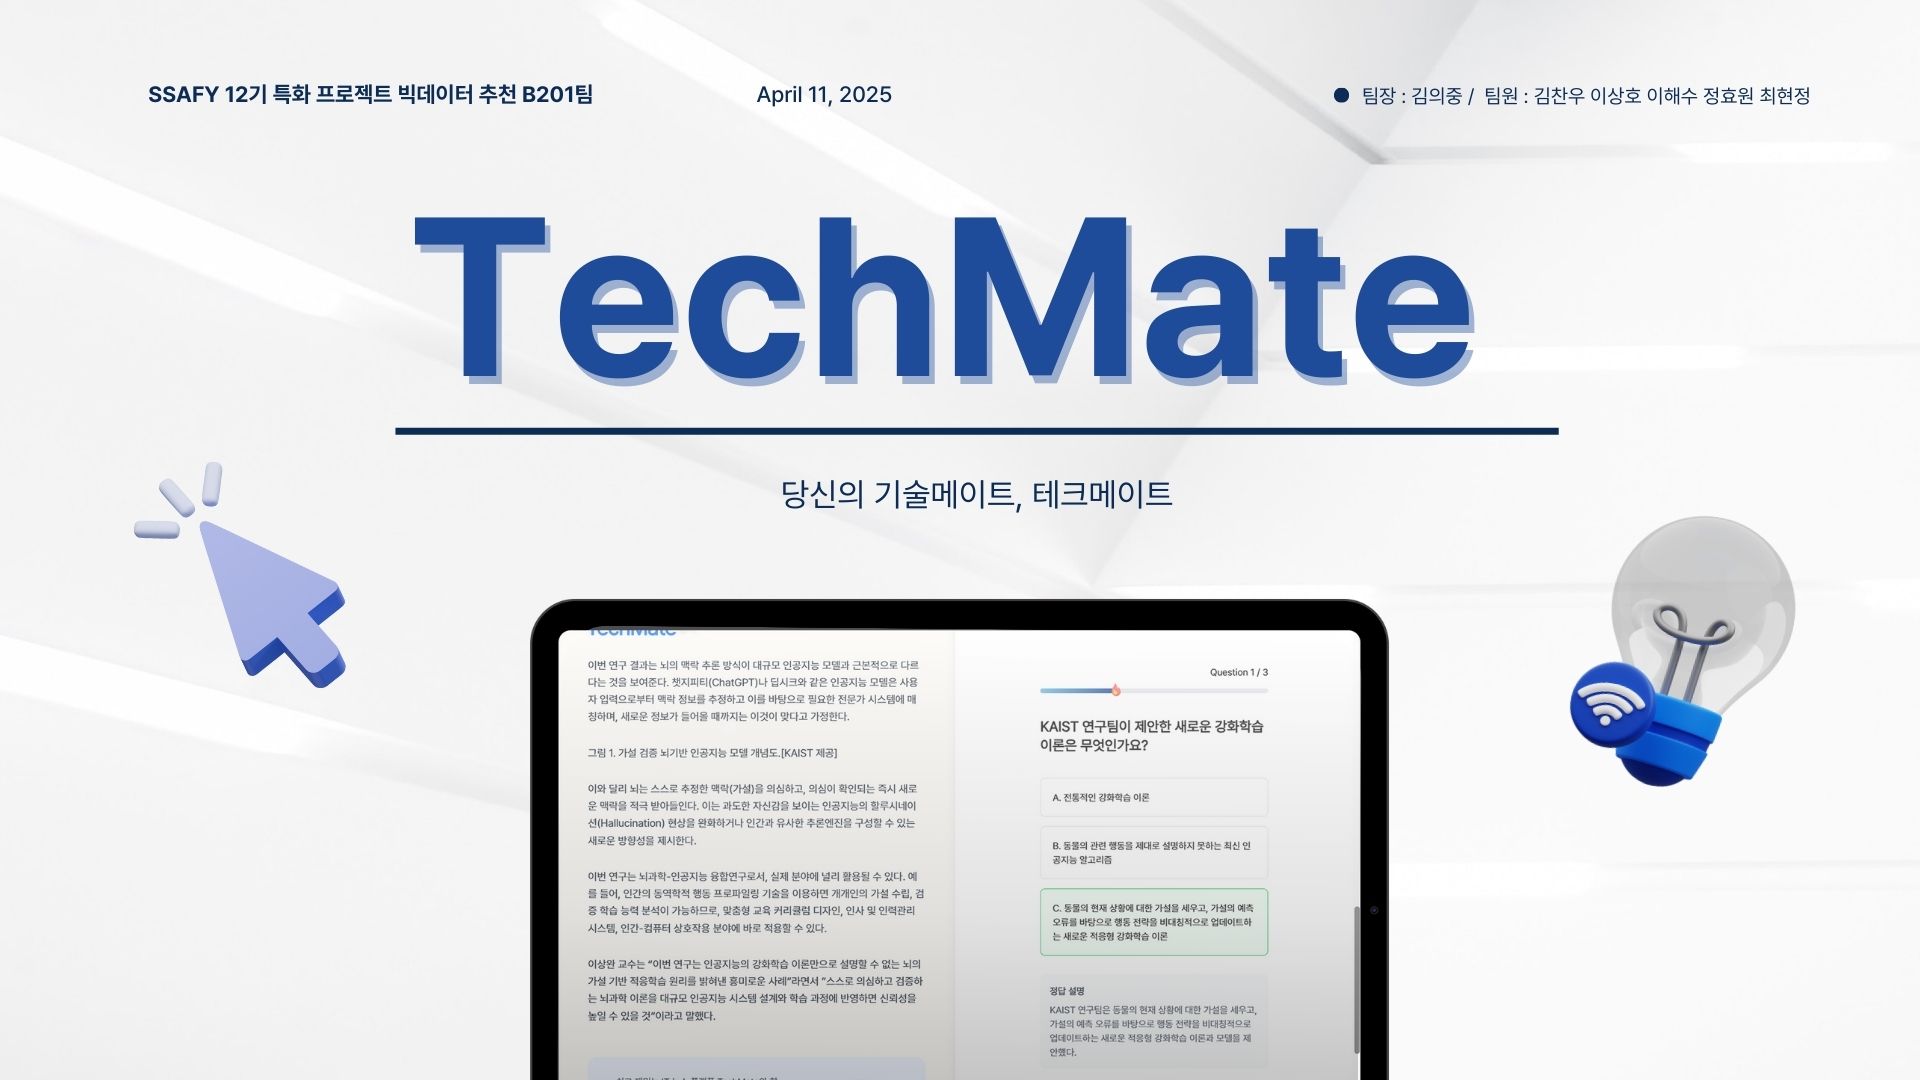 SSAFY 12기 특화 프로젝트 빅데이터 추천 B201팀
April 11, 2025
팀장 : 김의중 / 팀원 : 김찬우 이상호 이해수 정효원 최현정
TechMate
당신의 기술메이트, 테크메이트
TechMate
이번 연구 결과는 뇌의 맥락 추론 방식이 대규모 인공지능 모델과 근본적으로 다르
다는 것을 보여준다. 챗지피티(ChatGPT)나 딥시크와 같은 인공지능 모델은 사용
자 입력으로부터 맥락 정보를 추정하고 이를 바탕으로 필요한 전문가 시스템에 매
칭하며, 새로운 정보가 들어올 때까지는 이것이 맞다고 가정한다.
그림 1. 가설 검증 뇌기반 인공지능 모델 개념도.[KAIST 제공]
이와 달리 뇌는 스스로 추정한 맥락(가설)을 의심하고, 의심이 확인되는 즉시 새로
운 맥락을 적극 받아들인다. 이는 과도한 자신감을 보이는 인공지능의 할루시네이
션(Hallucination) 현상을 완화하거나 인간과 유사한 추론엔진을 구성할 수 있는
새로운 방향성을 제시한다.
이번 연구는 뇌과학-인공지능 융합연구로서, 실제 분야에 널리 활용될 수 있다. 예
를 들어, 인간의 동역학적 행동 프로파일링 기술을 이용하면 개개인의 가설 수립, 검
증 학습 능력 분석이 가능하므로, 맞춤형 교육 커리큘럼 디자인, 인사 및 인력관리
시스템, 인간-컴퓨터 상호작용 분야에 바로 적용할 수 있다.
이상완 교수는 “이번 연구는 인공지능의 강화학습 이론만으로 설명할 수 없는 뇌의
가설 기반 적응학습 원리를 밝혀낸 흥미로운 사례”라면서 “스스로 의심하고 검증하
는 뇌과학 이론을 대규모 인공지능 시스템 설계와 학습 과정에 반영하면 신뢰성을
높일 수 있을 것”이라고 말했다.
Question 1 / 3
KAIST 연구팀이 제안한 새로운 강화학습
이론은 무엇인가요?
A. 전통적인 강화학습 이론
B. 동물의 관련 행동을 제대로 설명하지 못하는 최신 인
공지능 알고리즘
C. 동물의 현재 상황에 대한 가설을 세우고, 가설의 예측
오류를 바탕으로 행동 전략을 비대칭적으로 업데이트하
는 새로운 적응형 강화학습 이론
정답 설명
KAIST 연구팀은 동물의 현재 상황에 대한 가설을 세우고,
가설의 예측 오류를 바탕으로 행동 전략을 비대칭적으로
업데이트하는 새로운 적응형 강화학습 이론과 모델을 제
안했다.